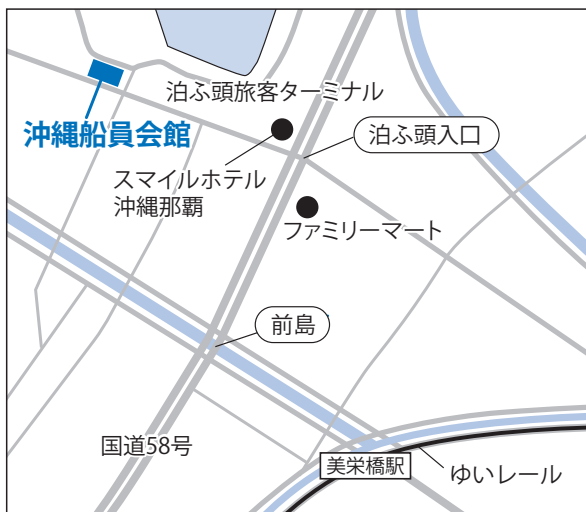 泊ふ頭旅客ターミナル
沖縄船員会館
泊ふ頭入口
スマイルホテル
沖縄那覇
ファミリーマート
前島
国道58号
美栄橋駅
ゆいレール